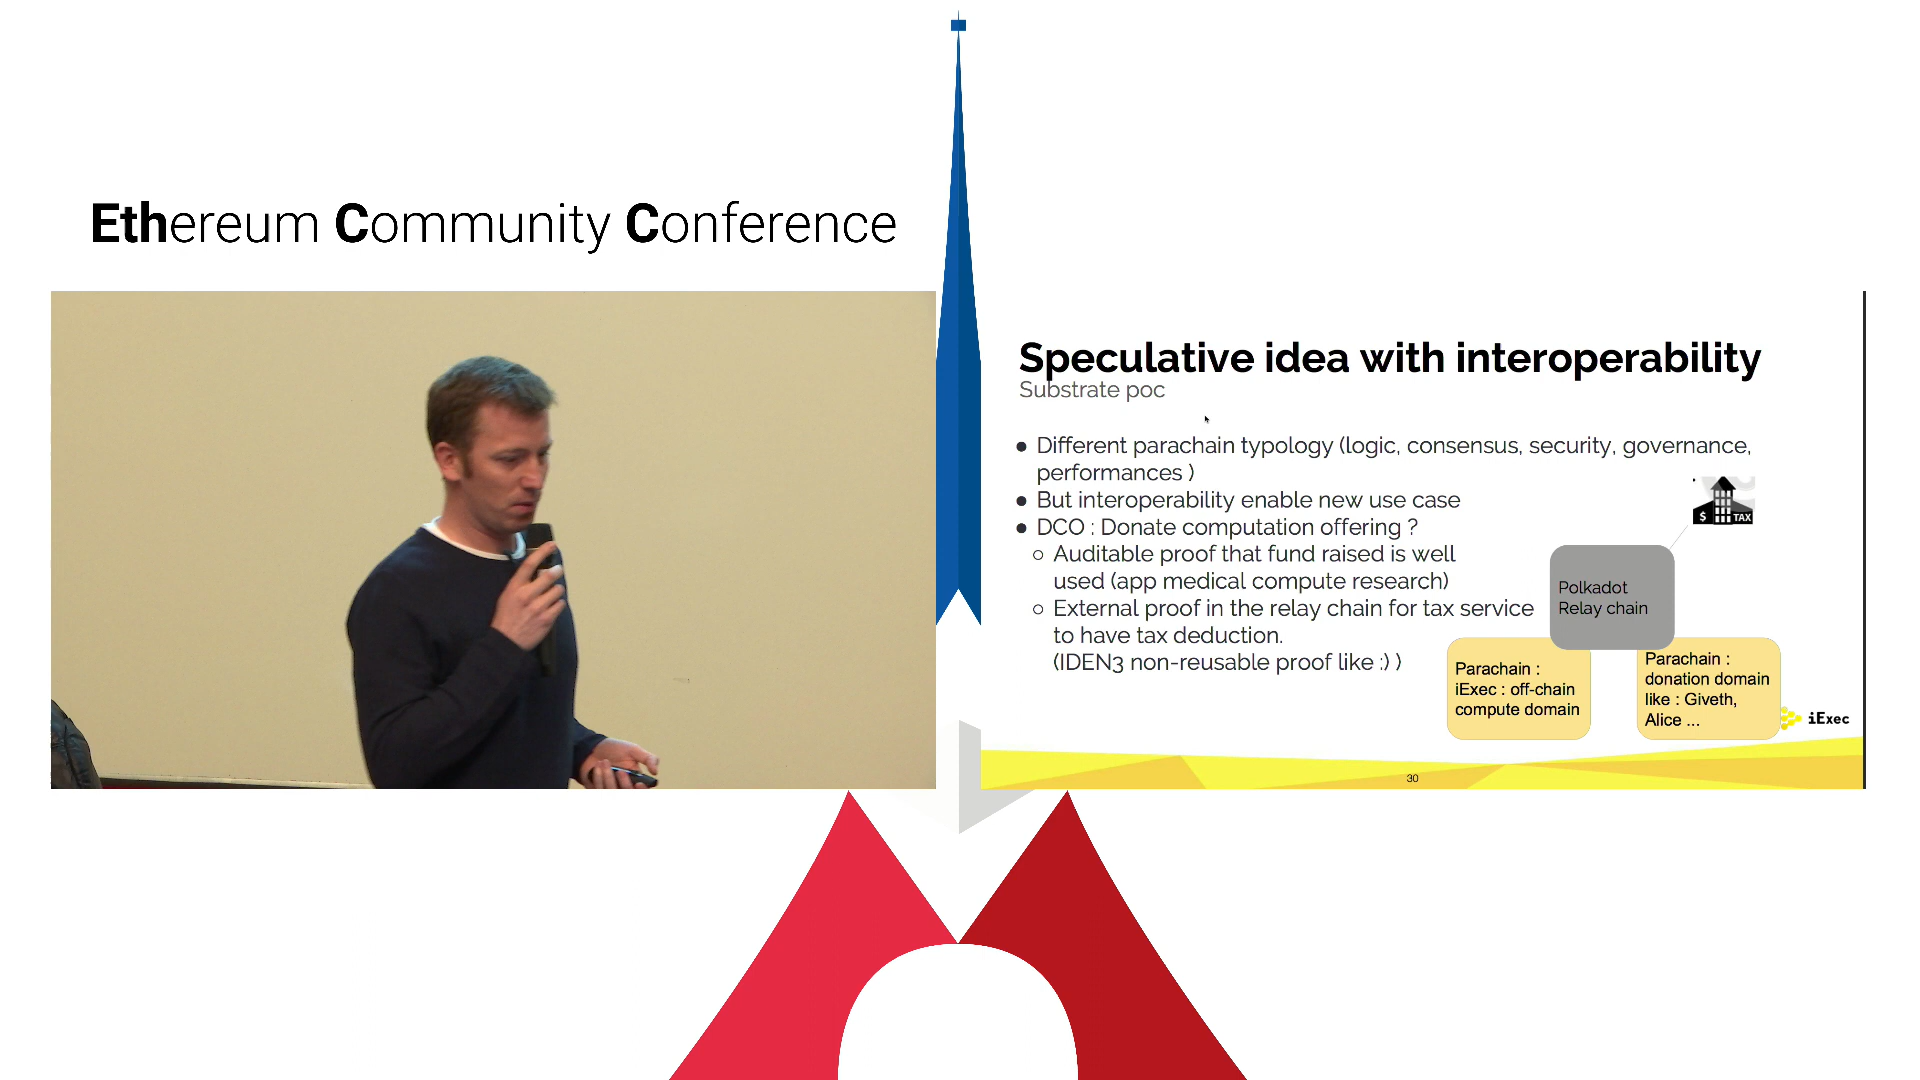 Ethereum Community Conference
Speculative idea with interoperability
Substrate poc
● Different parachain typology (logic, consensus, security, governance,
performances )
● But interoperability enable new use case
● DCO : Donate computation offering ?
○ Auditable proof that fund raised is well
used (app medical compute research)
○ External proof in the relay chain for tax service
to have tax deduction.
(IDEN3 non-reusable proof like :) )
$ TAX
Polkadot
Relay chain
Parachain :
iExec : off-chain
compute domain
Parachain :
donation domain
like : Giveth,
Alice ...
iExec
30